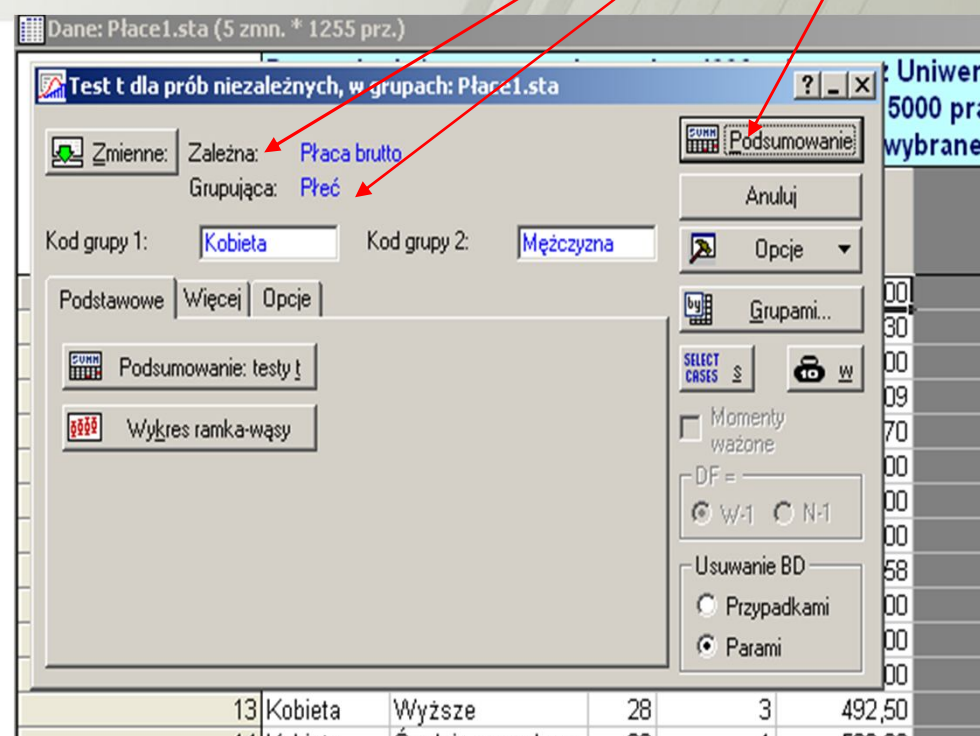 Dane: Płace1.sta (5 zmn. * 1255 prz.)
Test t dla prób niezależnych, w grupach: Płace1.sta
Uniwer
5000 pra
wybrane
Zmienne:
Zależna: Płaca brutto
Grupująca: Płeć
Kod grupy 1: Kobieta Kod grupy 2: Mężczyzna
Podstawowe Więcej Opcje
Podsumowanie: testy t
Wykres ramka-wąsy
Podsumowanie
Anuluj
Opcje
Grupami...
SELECT CASES S W
Momenty
ważone
DF =
W-1 N-1
Usuwanie BD
Przypadkami
Parami
00
30
00
09
70
00
00
00
58
00
00
00
13 Kobieta Wyższe 28 3 492,50